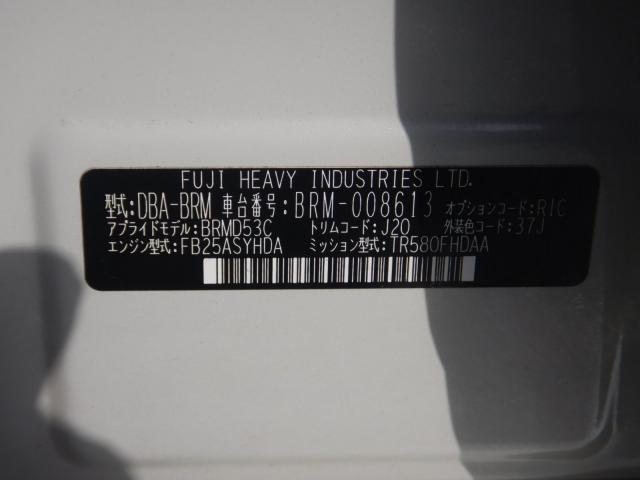 FUJI HEAVY INDUSTRIES LTD.
型式:DBA-BRM 車台番号:BRM-008613 オプションコード:RIC
アプライドモデル:BRMD53C トリムコード:J20 外装色コード:37J
エンジン型式:FB25ASYHDA ミッション型式:TR580FHDAA